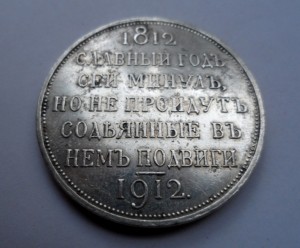 1812
СЛАВНЫЙ ГОДЪ
СЕЙ МИНУЛЪ,
НО НЕ ПРОЙДУТЪ
СОДѢЯННЫЕ ВЪ
НЕМЪ ПОДВИГИ
1912.